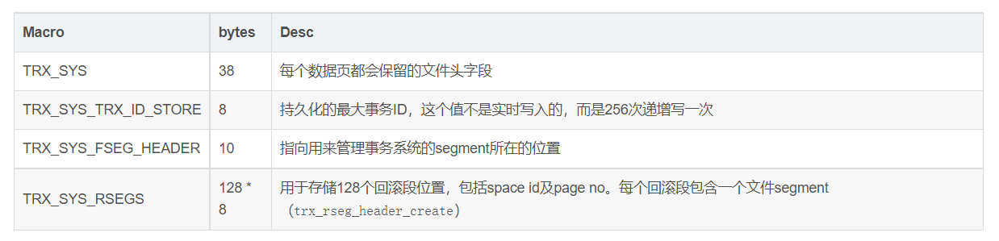 Macro bytes Desc
TRX_SYS 38 每个数据页都会保留的文件头字段
TRX_SYS_TRX_ID_STORE 8 持久化的最大事务ID，这个值不是实时写入的，而是256次递增写一次
TRX_SYS_FSEG_HEADER 10 指向用来管理事务系统的segment所在的位置
TRX_SYS_RSEGS 128 * 8 用于存储128个回滚段位置，包括space id及page no。每个回滚段包含一个文件segment
（trx_rseg_header_create）